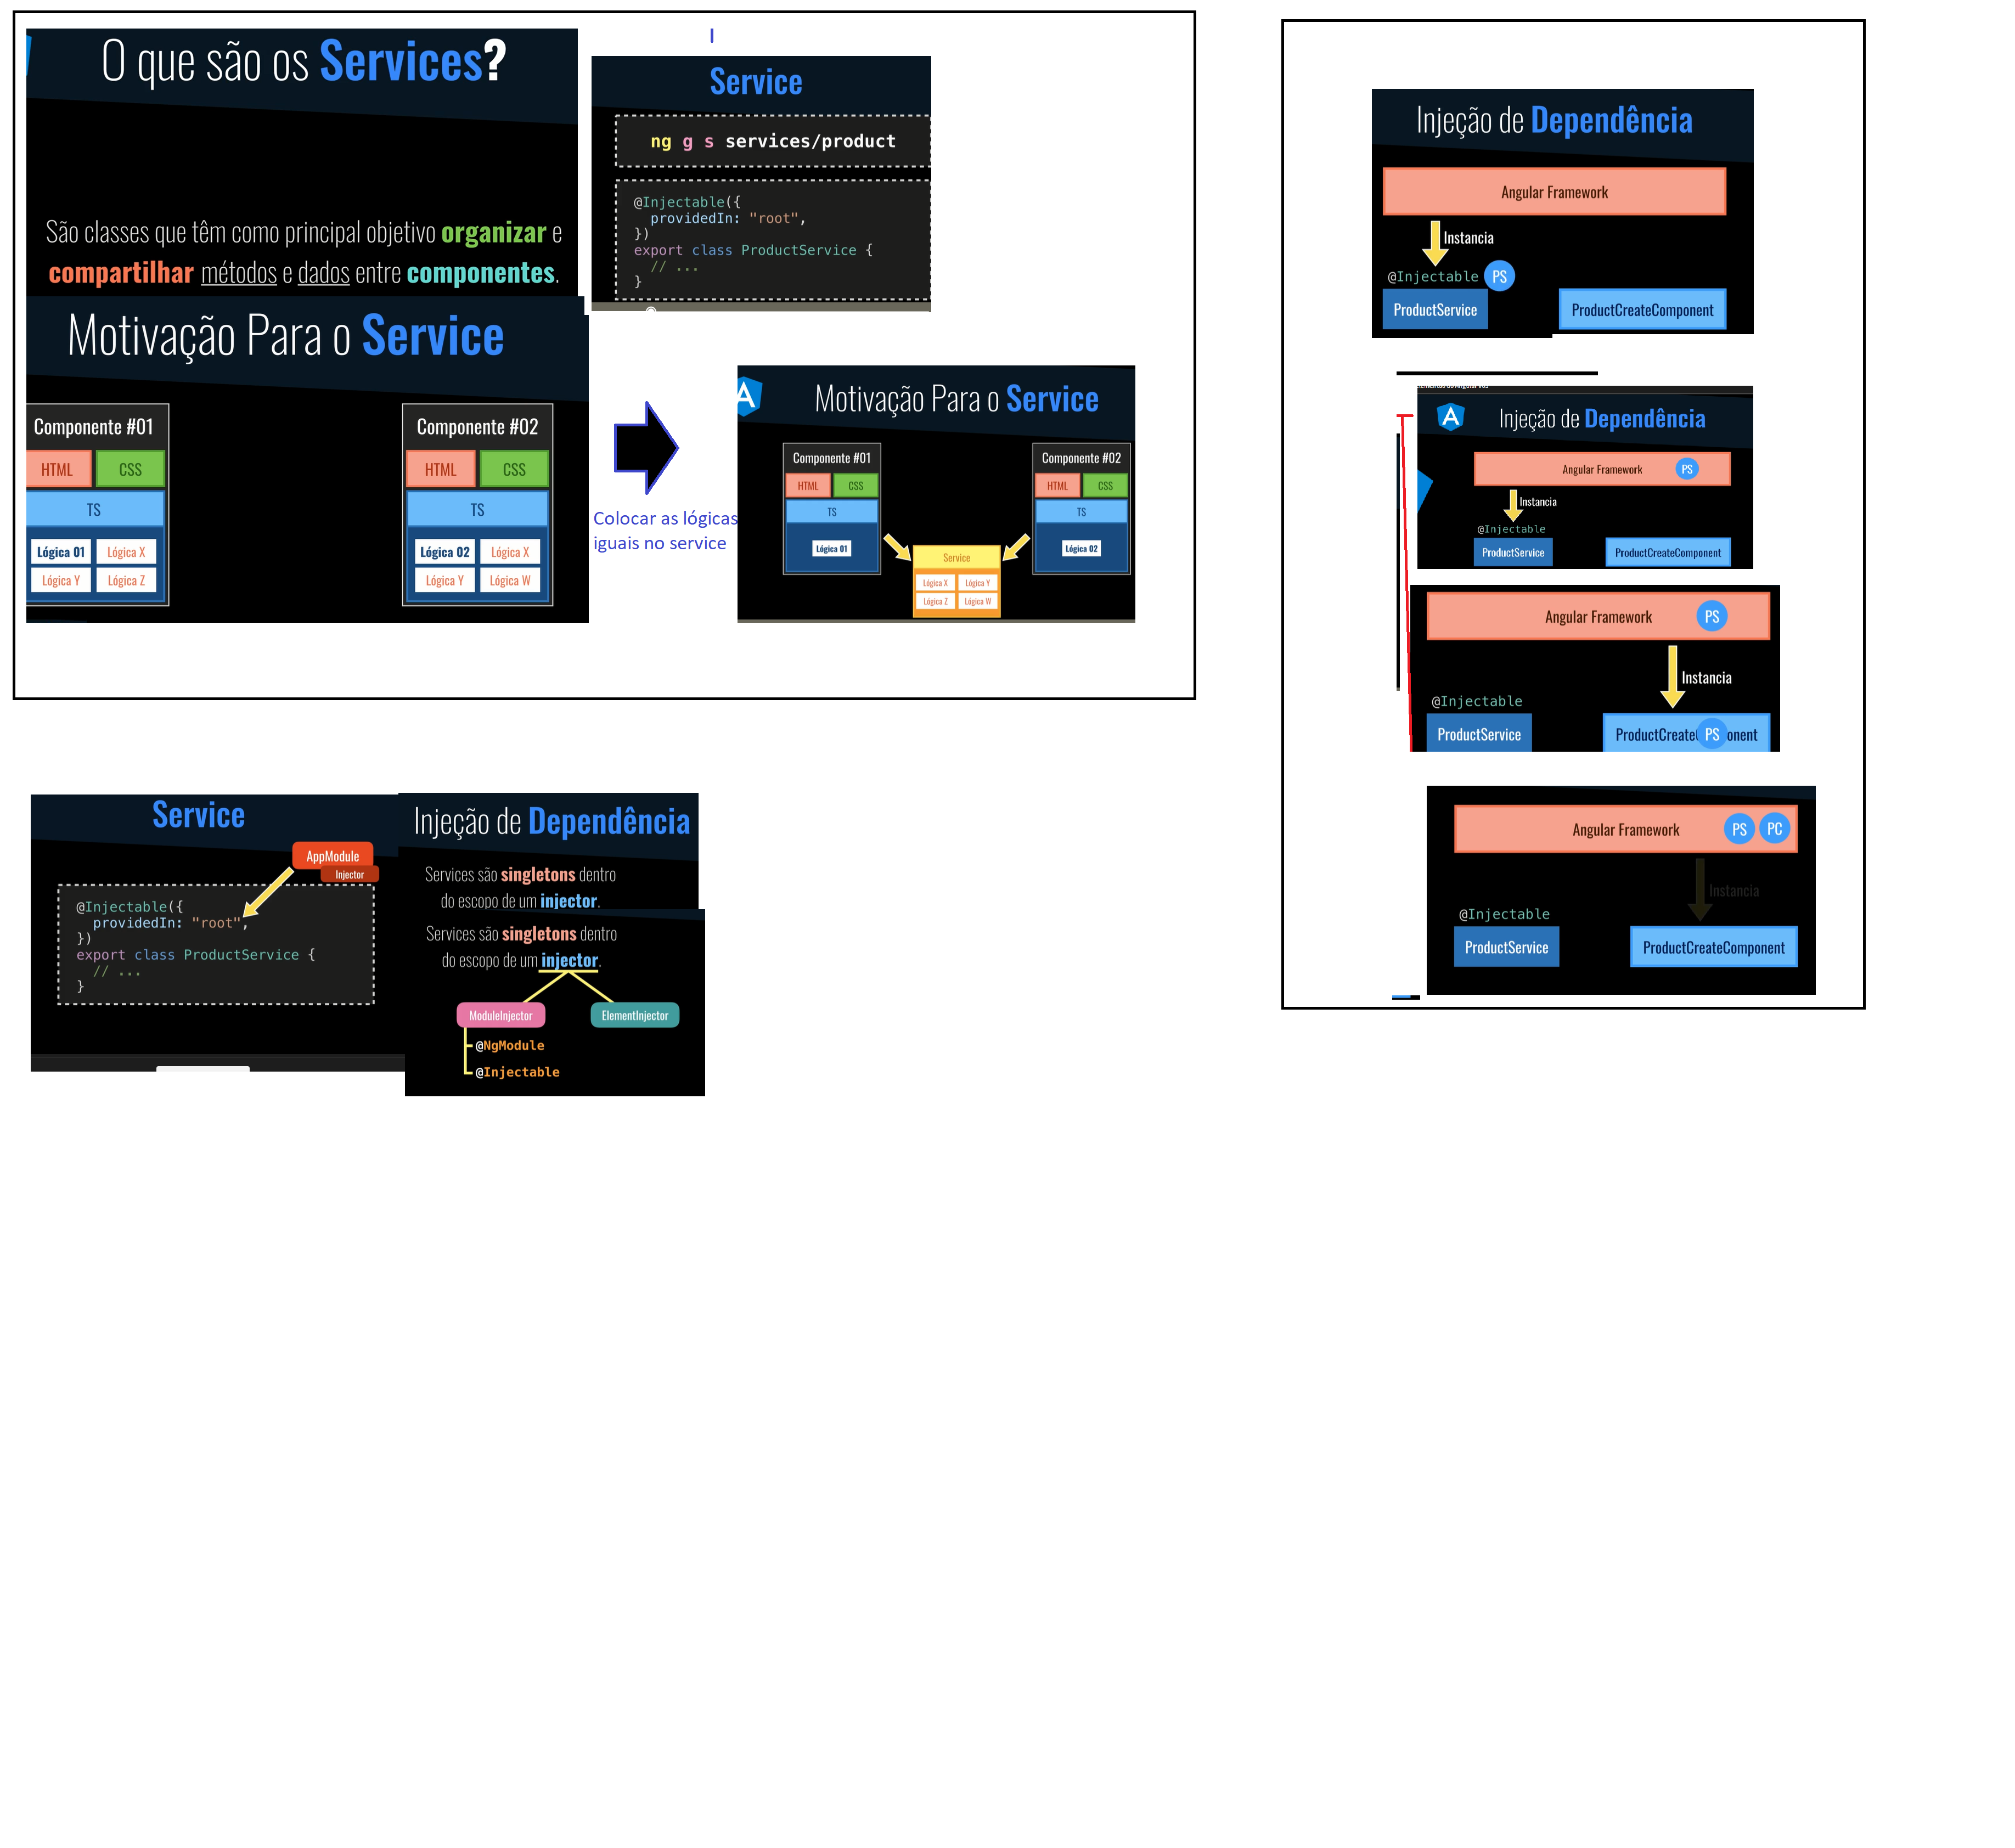 O que são os Services?
São classes que têm como principal objetivo organizar e
compartilhar métodos e dados entre componentes.
Service
ng g s services/product
@Injectable({
providedIn: "root",
})
export class ProductService {
// ...
}
Motivação Para o Service
Componente #01
HTML
CSS
TS
Lógica 01
Lógica X
Lógica Y
Lógica Z
Componente #02
HTML
CSS
TS
Lógica 02
Lógica X
Lógica Y
Lógica W
Colocar as lógicas
iguais no service
Motivação Para o Service
Componente #01
HTML
CSS
TS
Lógica 01
Componente #02
HTML
CSS
TS
Lógica 02
Service
Lógica X
Lógica Y
Lógica Z
Lógica W
Service
AppModule
Injector
@Injectable({
providedIn: "root",
})
export class ProductService {
// ...
}
Injeção de Dependência
Services são singletons dentro
do escopo de um injector.
Services são singletons dentro
do escopo de um injector.
ModuleInjector
ElementInjector
@NgModule
@Injectable
Injeção de Dependência
Angular Framework
Instancia
@Injectable
PS
ProductService
ProductCreateComponent
Injeção de Dependência
Angular Framework
PS
Instancia
@Injectable
ProductService
ProductCreateComponent
Angular Framework
PS
Instancia
@Injectable
ProductService
ProductCreate
PS
onent
Angular Framework
PS
PC
Instancia
@Injectable
ProductService
ProductCreateComponent